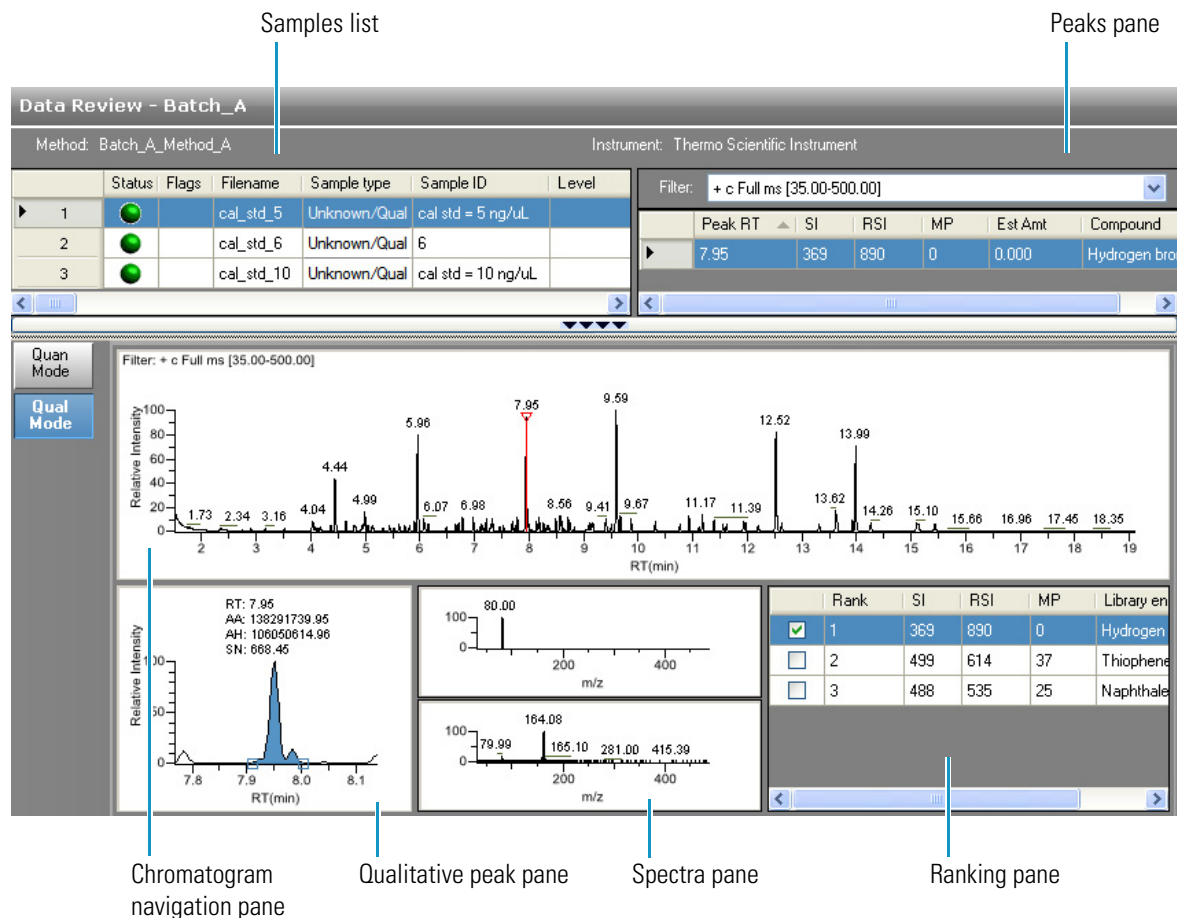 Samples list
Peaks pane
Data Review - Batch_A
Method: Batch_A_Method_A
Instrument: Thermo Scientific Instrument
Status Flags Filename Sample type Sample ID Level
1 cal_std_5 Unknown/Qual cal std = 5 ng/uL
2 cal_std_6 Unknown/Qual 6
3 cal_std_10 Unknown/Qual cal std = 10 ng/uL
Filter: + c Full ms [35.00-500.00]
Peak RT SI RSI MP Est Amt Compound
7.95 369 890 0 0.000 Hydrogen bro
Quan Mode
Qual Mode
Filter: + c Full ms [35.00-500.00]
Relative Intensity
100
80
60
40
20
0
1.73 2.34 3.16 4.04 4.44 4.99 5.96 6.07 6.98 7.95 8.56 9.41 9.59 9.67 11.17 11.39 12.52 13.62 13.99 14.26 15.10 15.66 16.96 17.45 18.35
2 3 4 5 6 7 8 9 10 11 12 13 14 15 16 17 18 19
RT(min)
RT: 7.95
AA: 138291739.95
AH: 106050614.96
SN: 668.45
Relative Intensity
100
50
0
7.8 7.9 8.0 8.1
RT(min)
80.00
100
0
200 400
m/z
164.08
100
79.99 165.10 281.00 415.39
0
200 400
m/z
Rank SI RSI MP Library en
1 369 890 0 Hydrogen
2 499 614 37 Thiophene
3 488 535 25 Naphthale
Chromatogram
navigation pane
Qualitative peak pane
Spectra pane
Ranking pane